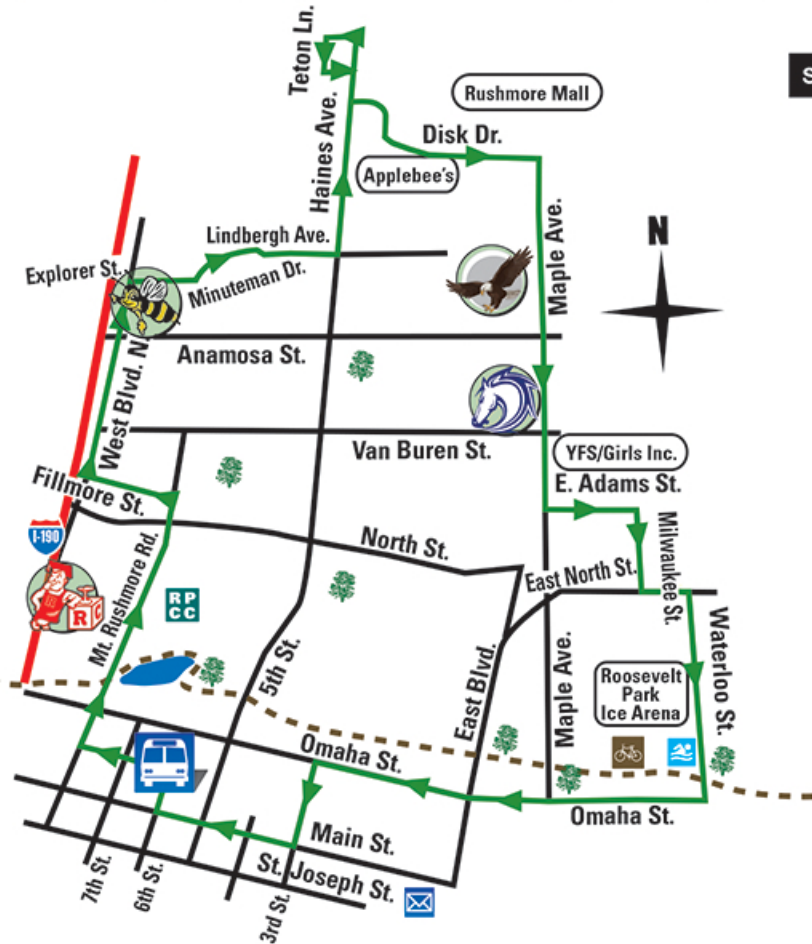 Teton Ln.
S
Rushmore Mall
Haines Ave.
Disk Dr.
Applebee's
Lindbergh Ave.
Maple Ave.
N
Explorer St.
Minuteman Dr.
Anamosa St.
West Blvd. N.
Van Buren St.
YFS/Girls Inc.
Fillmore St.
E. Adams St.
I-190
North St.
Milwaukee St.
East North St.
R
R C
Mt. Rushmore Rd.
R P
C C
5th St.
East Blvd.
Maple Ave.
Roosevelt
Park
Ice Arena
Waterloo St.
Omaha St.
Omaha St.
Main St.
St. Joseph St.
7th St.
6th St.
3rd St.